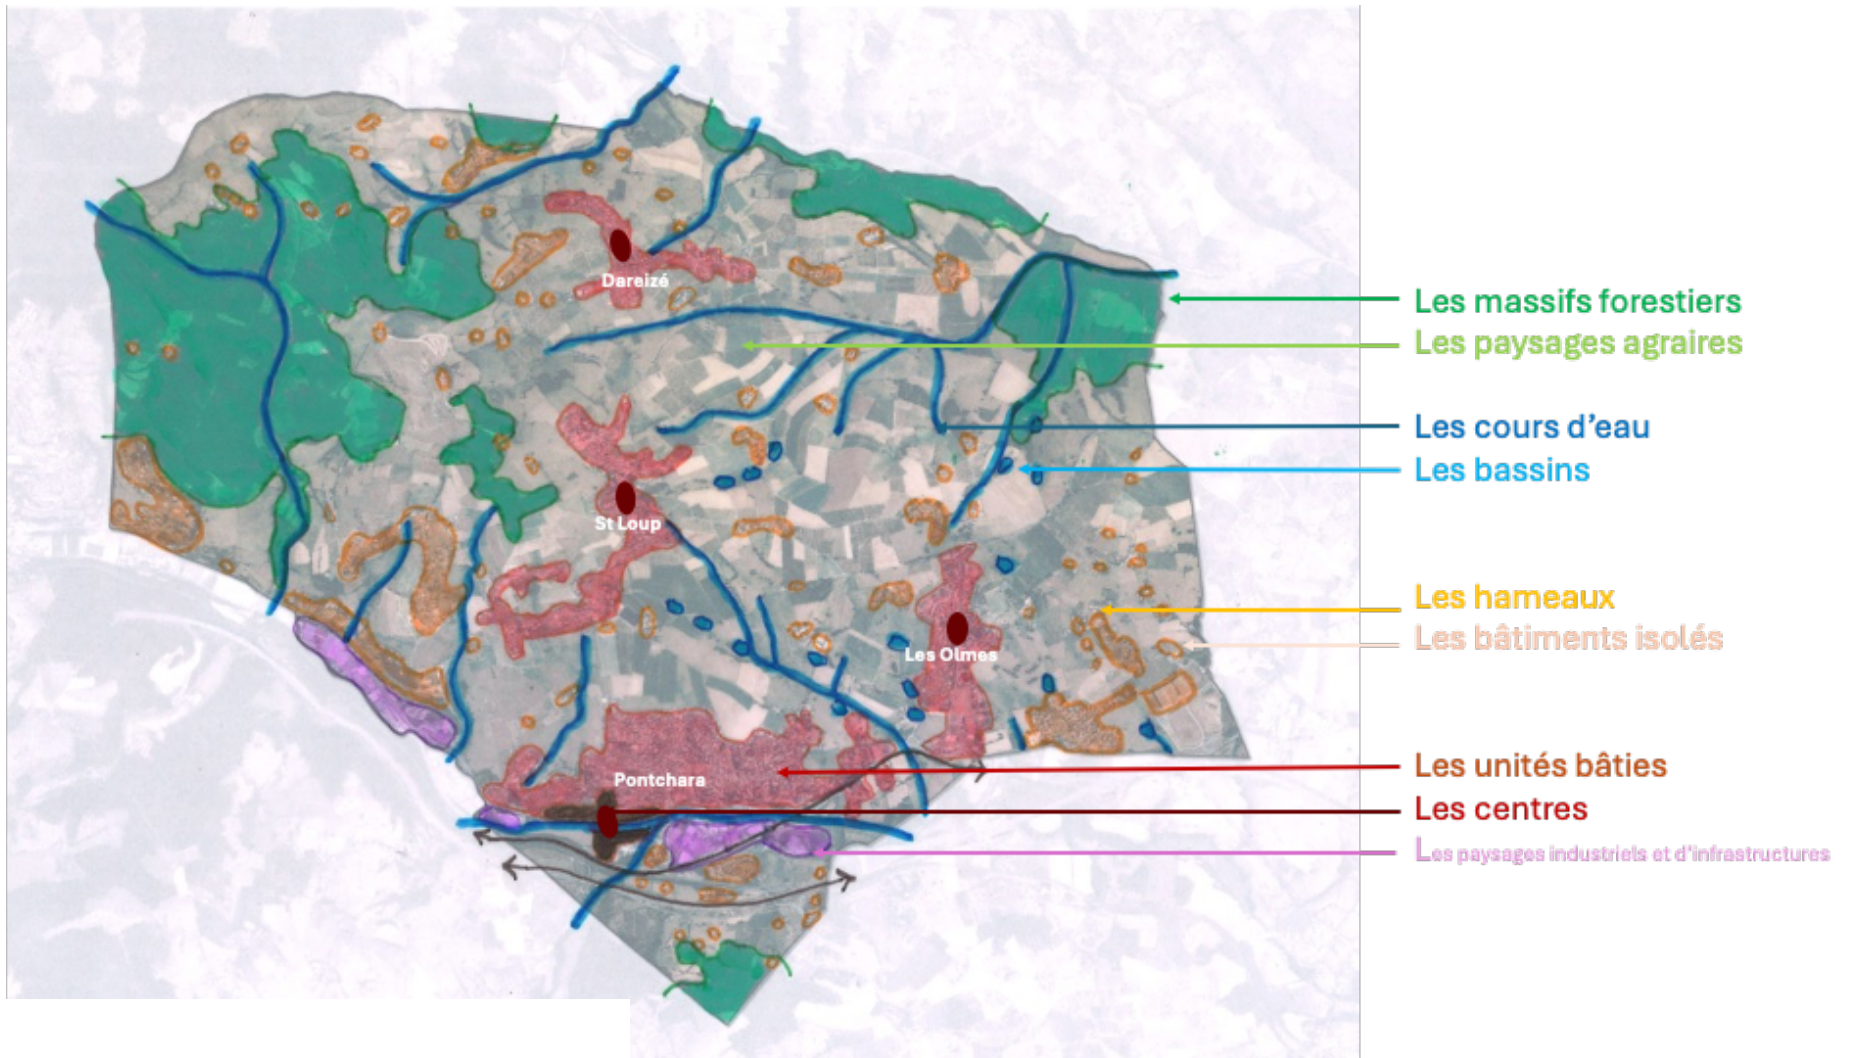 Dareizé
St Loup
Les Olmes
Pontchara
Les massifs forestiers
Les paysages agraires
Les cours d'eau
Les bassins
Les hameaux
Les bâtiments isolés
Les unités bâties
Les centres
Les paysages industriels et d'infrastructures